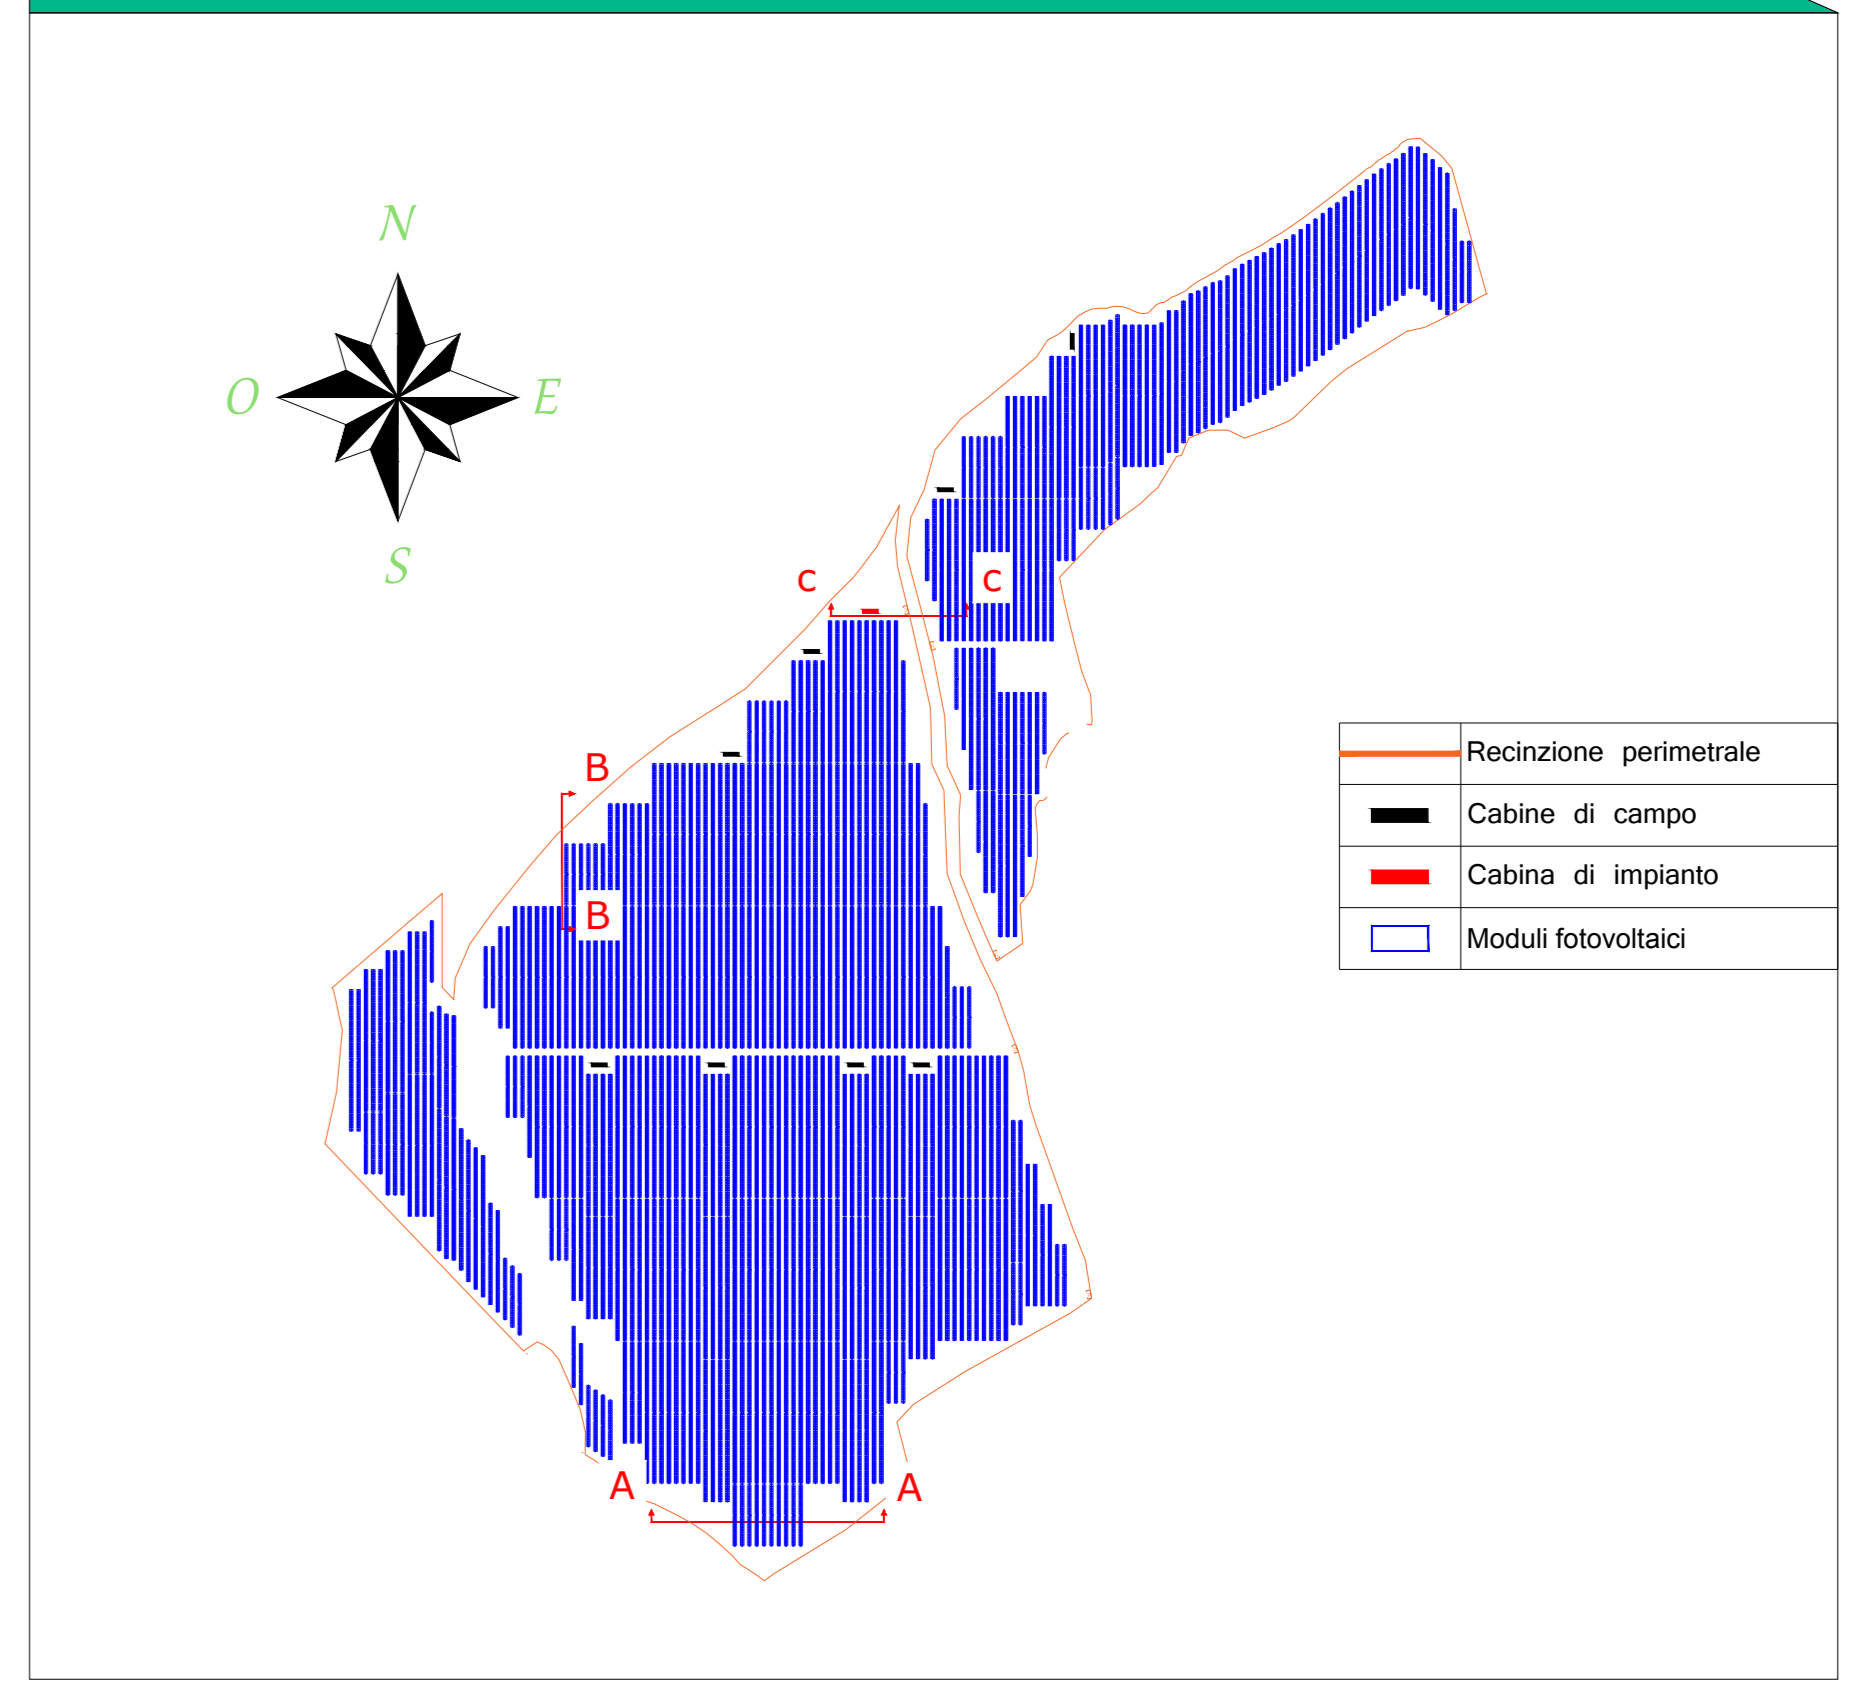 N
O
E
S
c
c
B
B
Recinzione perimetrale
Cabine di campo
Cabina di impianto
Moduli fotovoltaici
A
A